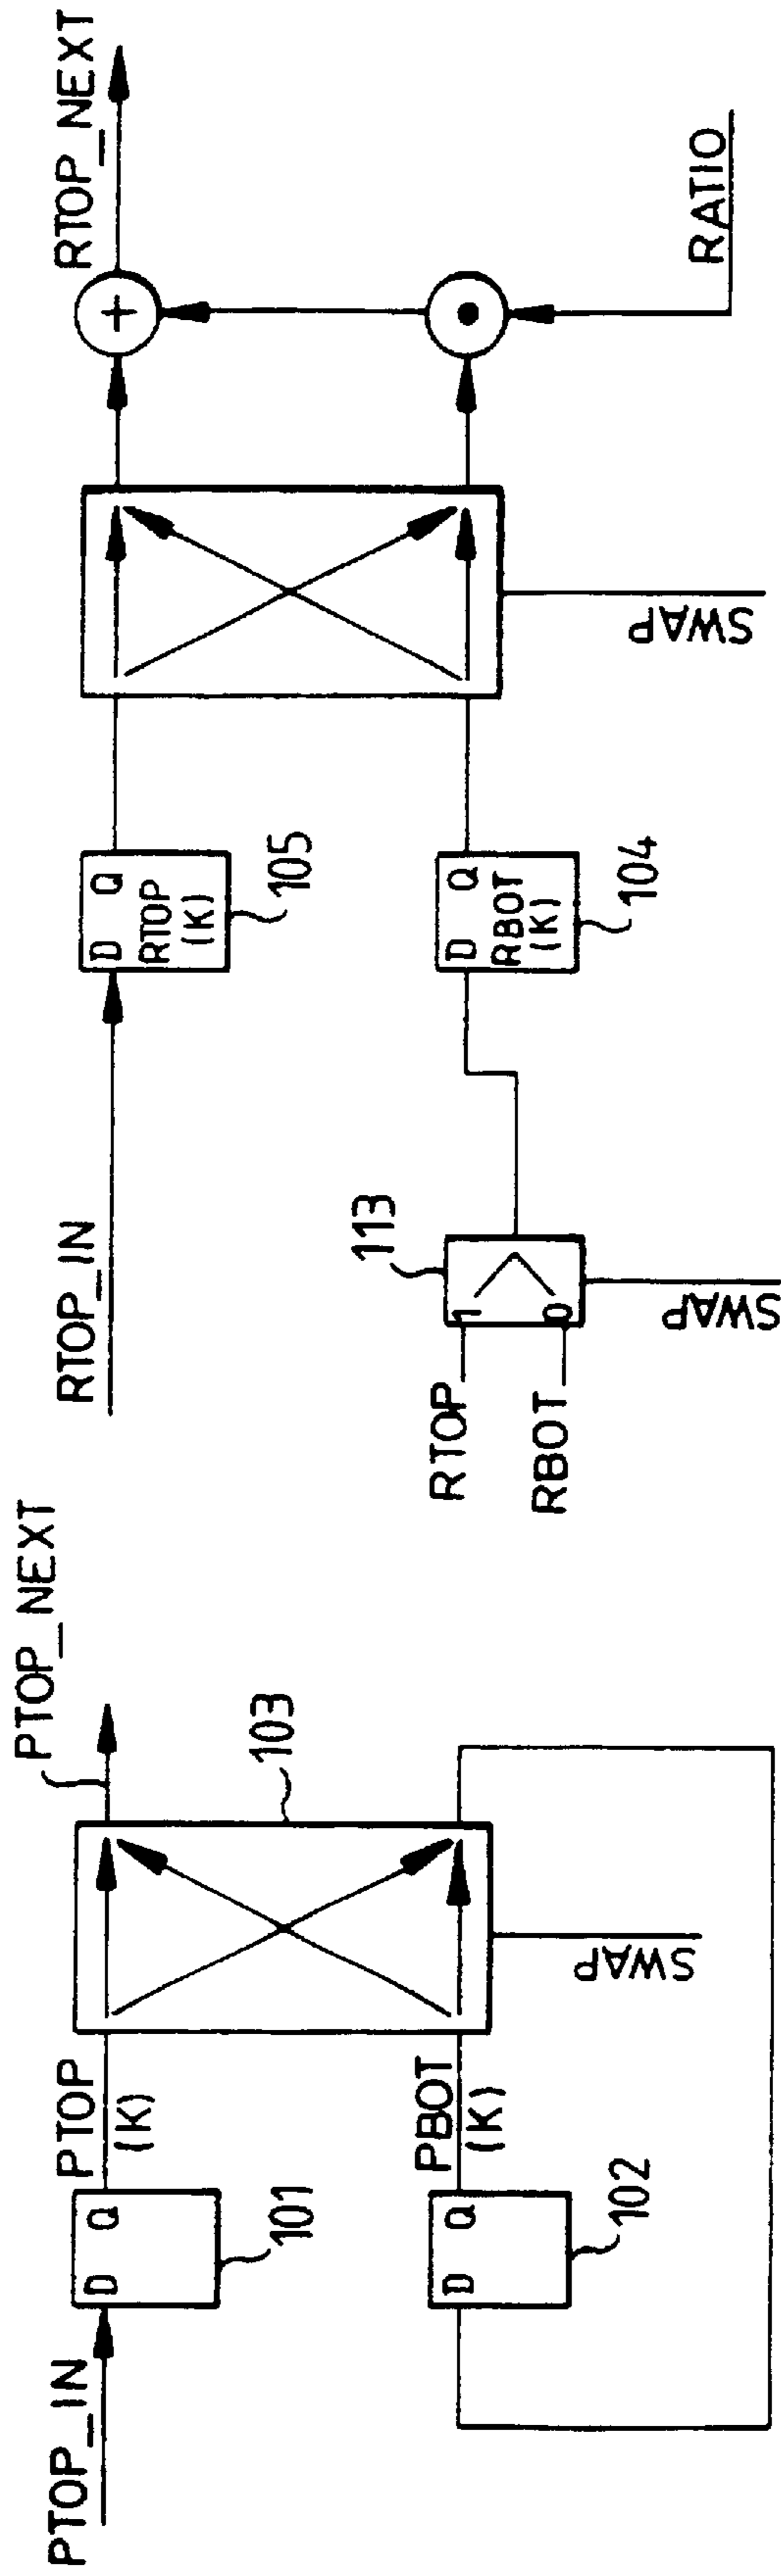 PTOP_IN
D Q
101
PTOP
(K)
PTOP_NEXT
103
D Q
102
PBOT
(K)
SWAP
RTOP_IN
D Q
RTOP
(K)
105
RTOP_NEXT
+
RTOP
RBOT
1
0
113
SWAP
D Q
RBOT
(K)
104
SWAP
RATIO